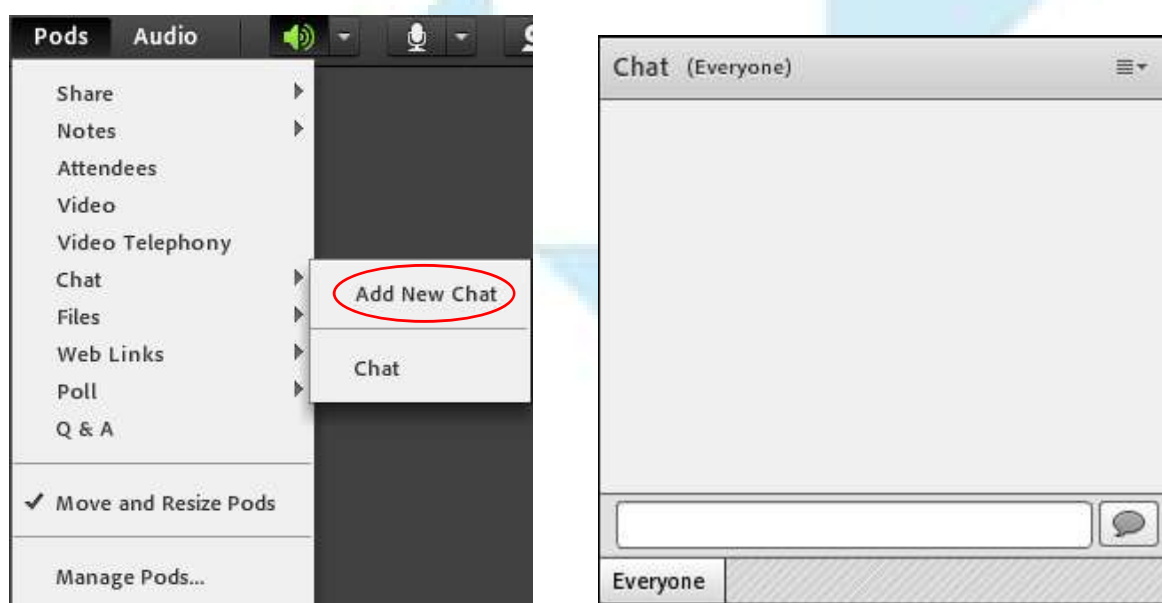 Pods Audio
Share
Notes
Attendees
Video
Video Telephony
Chat
Files
Web Links
Poll
Q & A
Move and Resize Pods
Manage Pods...
Add New Chat
Chat
Chat (Everyone)
Everyone